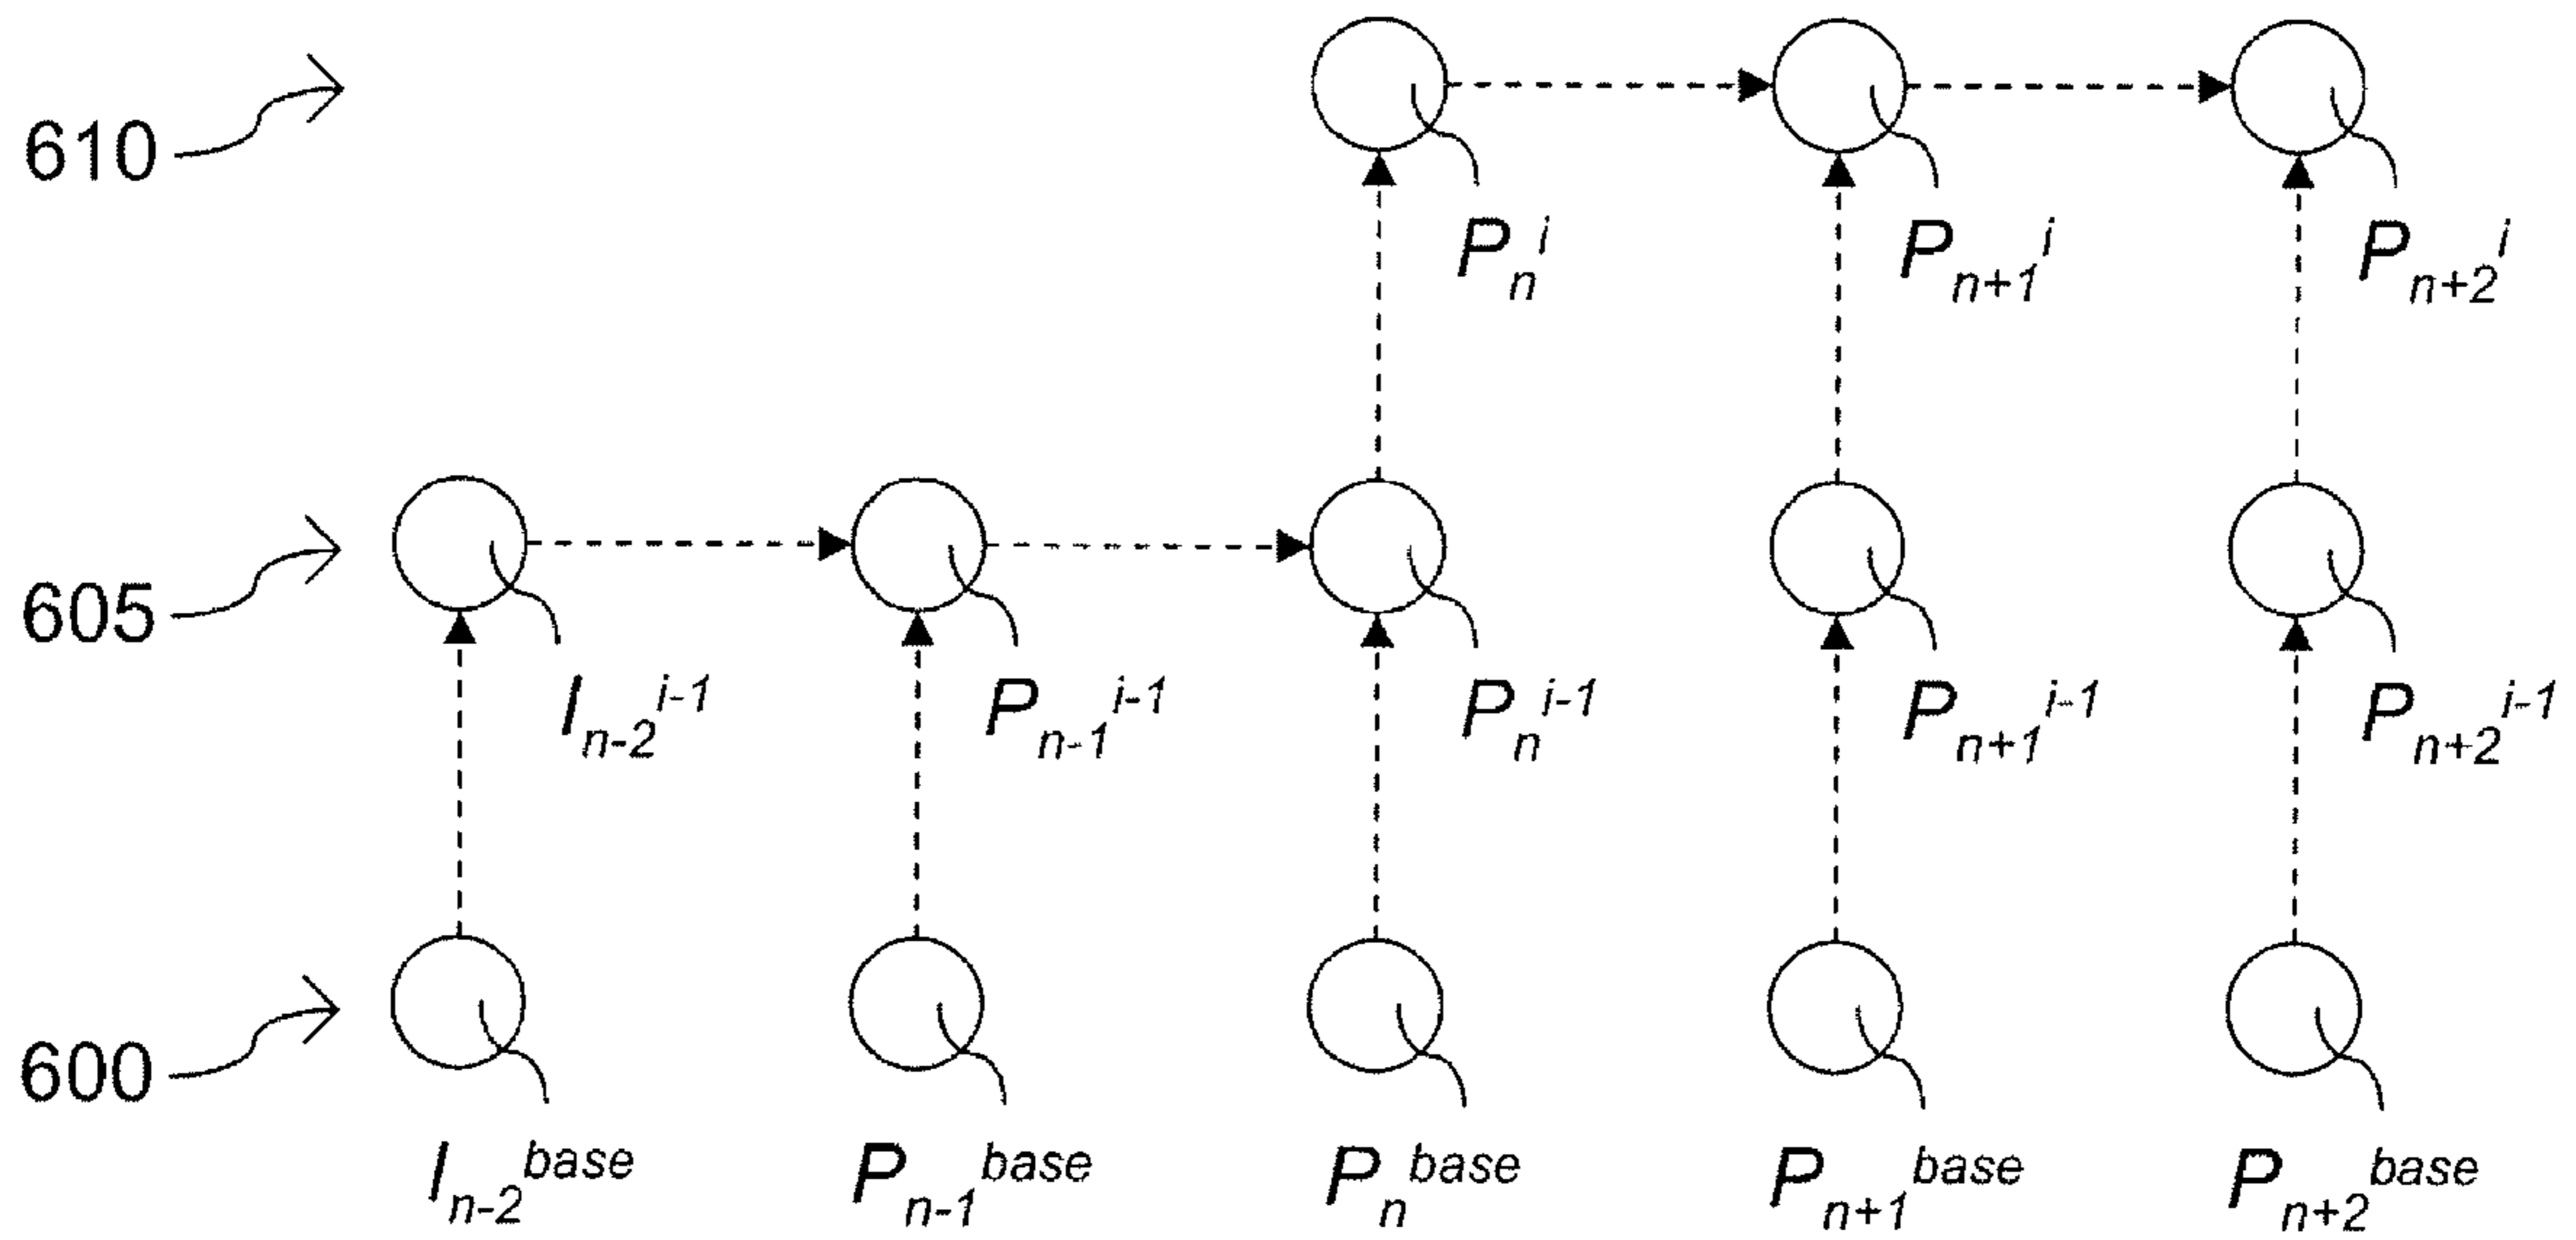 610
P_n^i P_{n+1}^i P_{n+2}^i
605
I_{n-2}^{i-1} P_{n-1}^{i-1} P_n^{i-1} P_{n+1}^{i-1} P_{n+2}^{i-1}
600
I_{n-2}^{base} P_{n-1}^{base} P_n^{base} P_{n+1}^{base} P_{n+2}^{base}